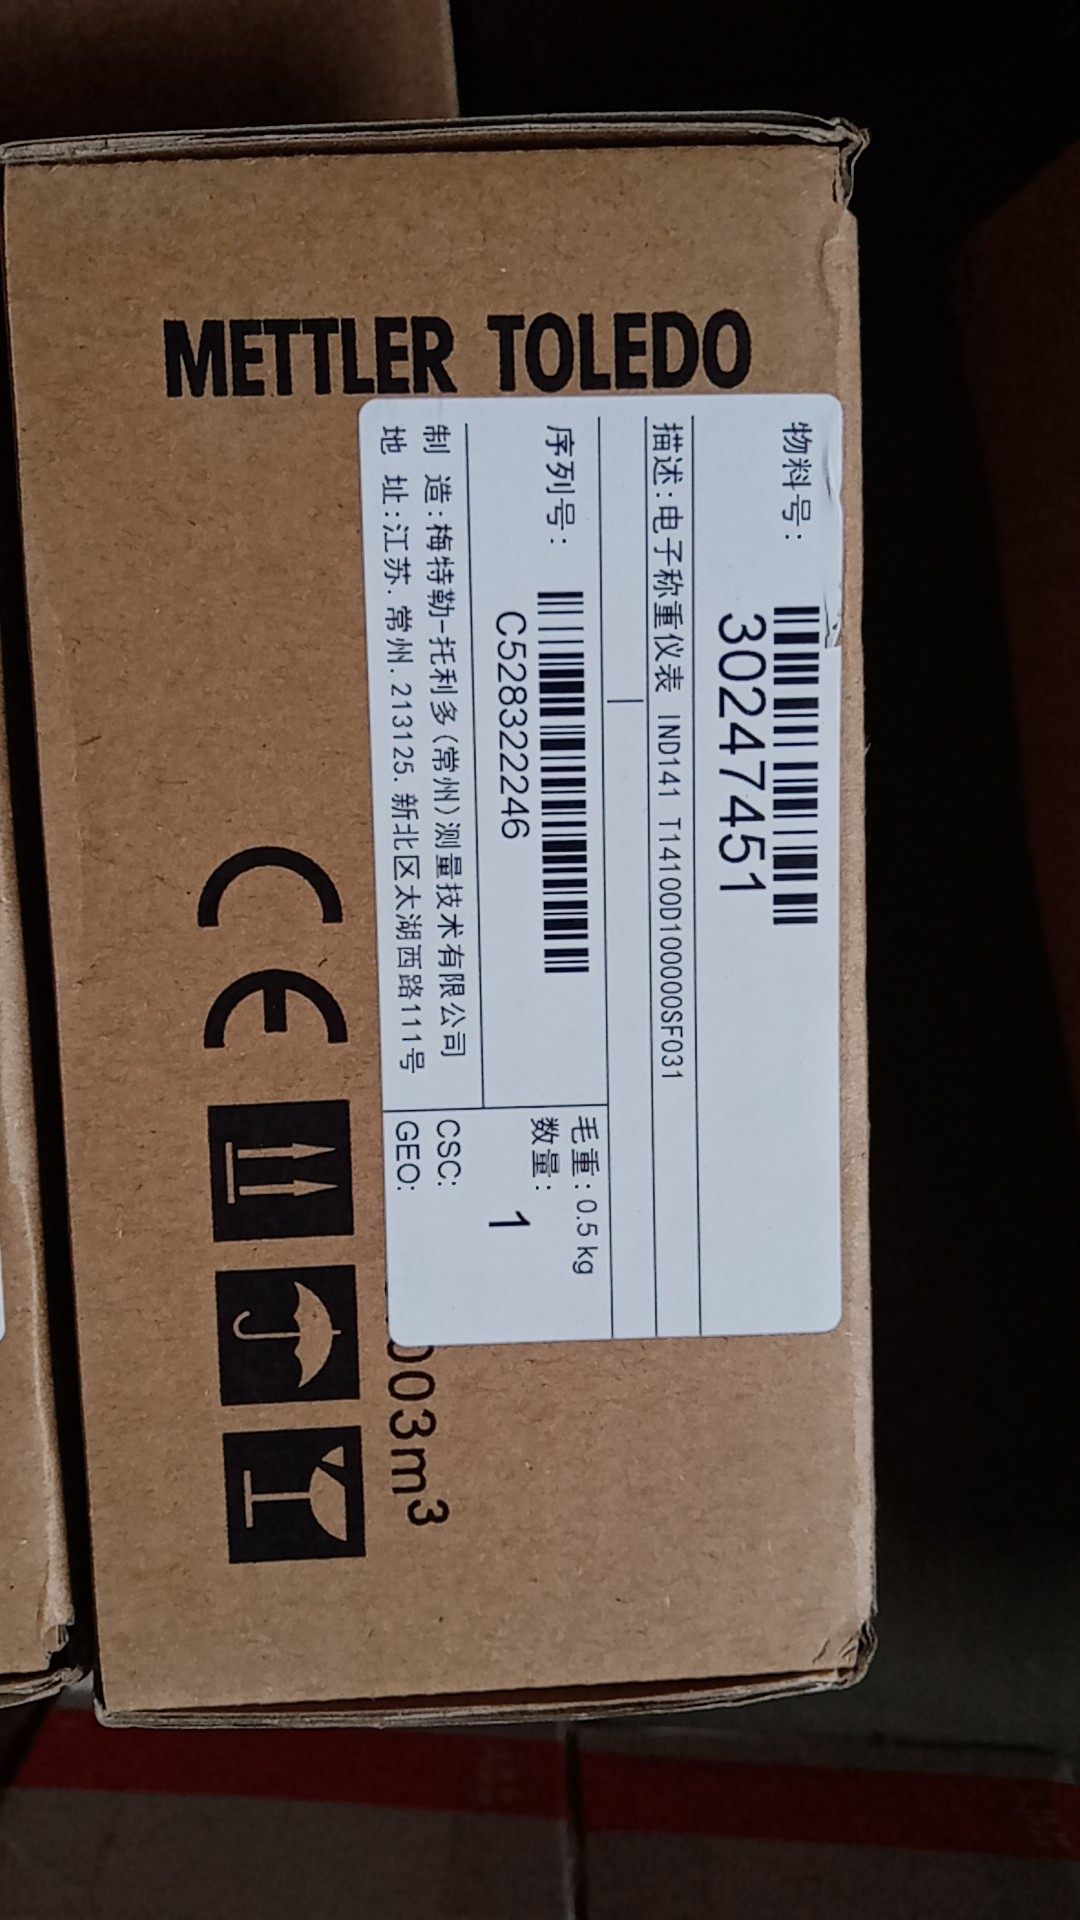 METTLER TOLEDO
物料号:
30247451
描述:电子称重仪表 IND141 T14100D100000SF031
序列号:
C528322246
毛重:0.5 kg
数量:
1
制 造:梅特勒-托利多(常州)测量技术有限公司
地 址:江苏.常州.213125.新北区太湖西路111号
CSC:
GEO:
CE
003m³